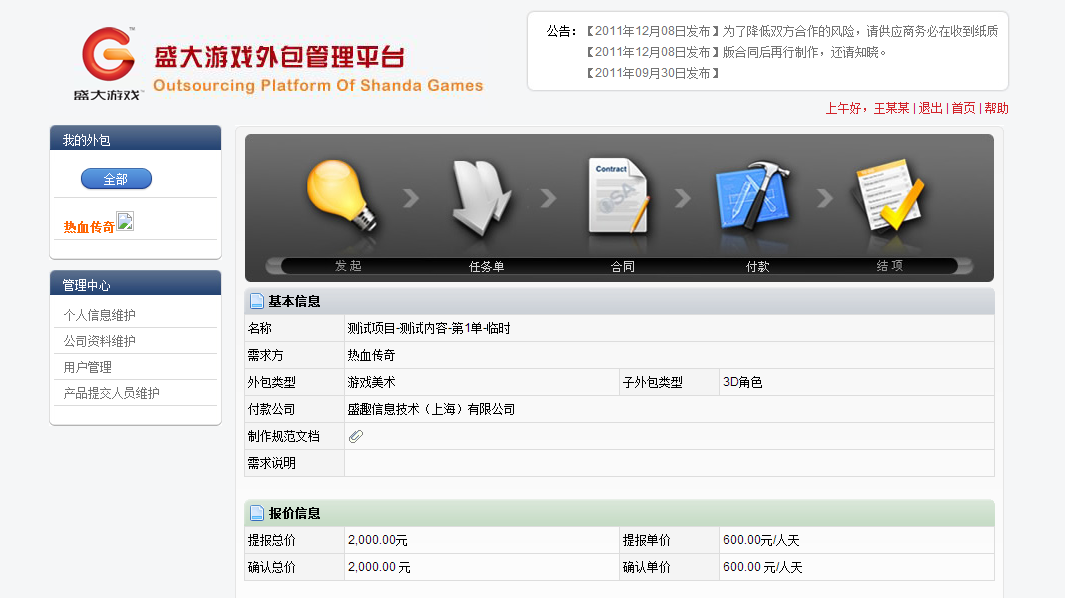 盛大游戏™
盛大游戏外包管理平台
Outsourcing Platform Of Shanda Games
公告：【2011年12月08日发布】为了降低双方合作的风险，请供应商务必在收到纸质
【2011年12月08日发布】版合同后再行制作，还请知晓。
【2011年09月30日发布】
上午好，王某某 | 退出 | 首页 | 帮助
我的外包
全部
热血传奇
管理中心
个人信息维护
公司资料维护
用户管理
产品提交人员维护
Contract
发起 任务单 合同 付款 结项
基本信息
名称 测试项目-测试内容-第1单-临时
需求方 热血传奇
外包类型 游戏美术 子外包类型 3D角色
付款公司 盛趣信息技术（上海）有限公司
制作规范文档
需求说明
报价信息
提报总价 2,000.00元 提报单价 600.00元/人天
确认总价 2,000.00 元 确认单价 600.00 元/人天